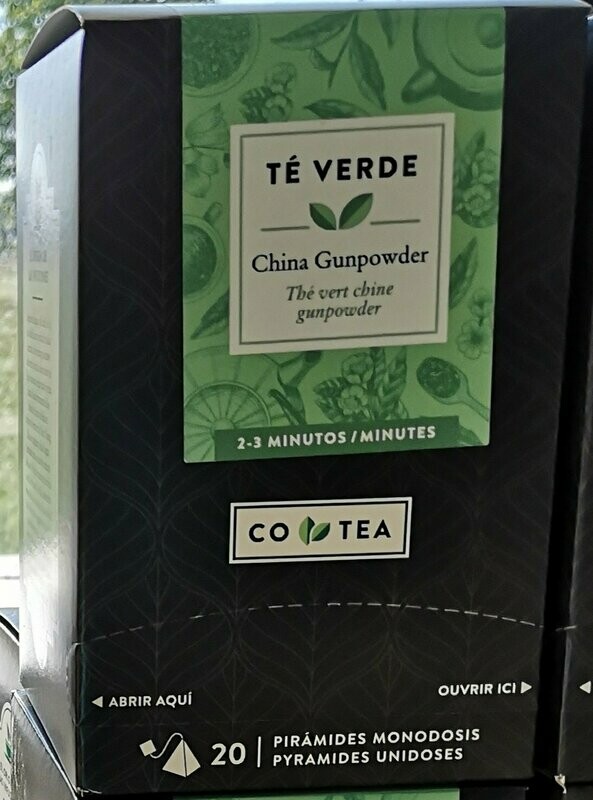 TÉ VERDE
China Gunpowder
Thé vert chine
gunpowder
2-3 MINUTOS / MINUTES
CO TEA
ABRIR AQUÍ
OUVRIR ICI
20 | PIRÁMIDES MONODOSIS
PYRAMIDES UNIDOSES